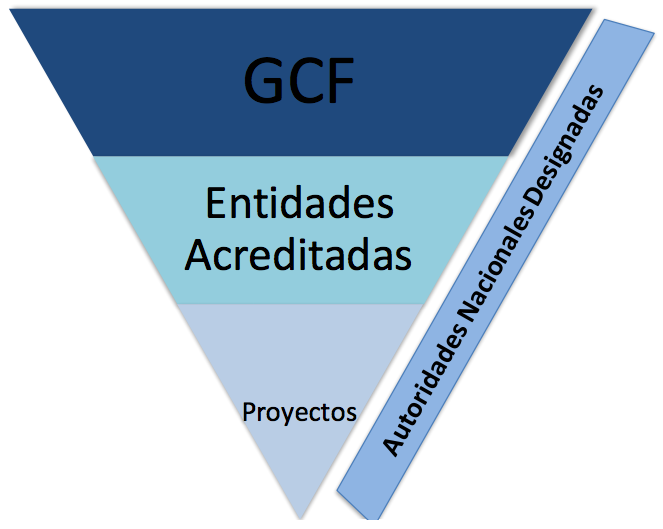 GCF
Entidades
Acreditadas
Proyectos
Autoridades Nacionales Designadas